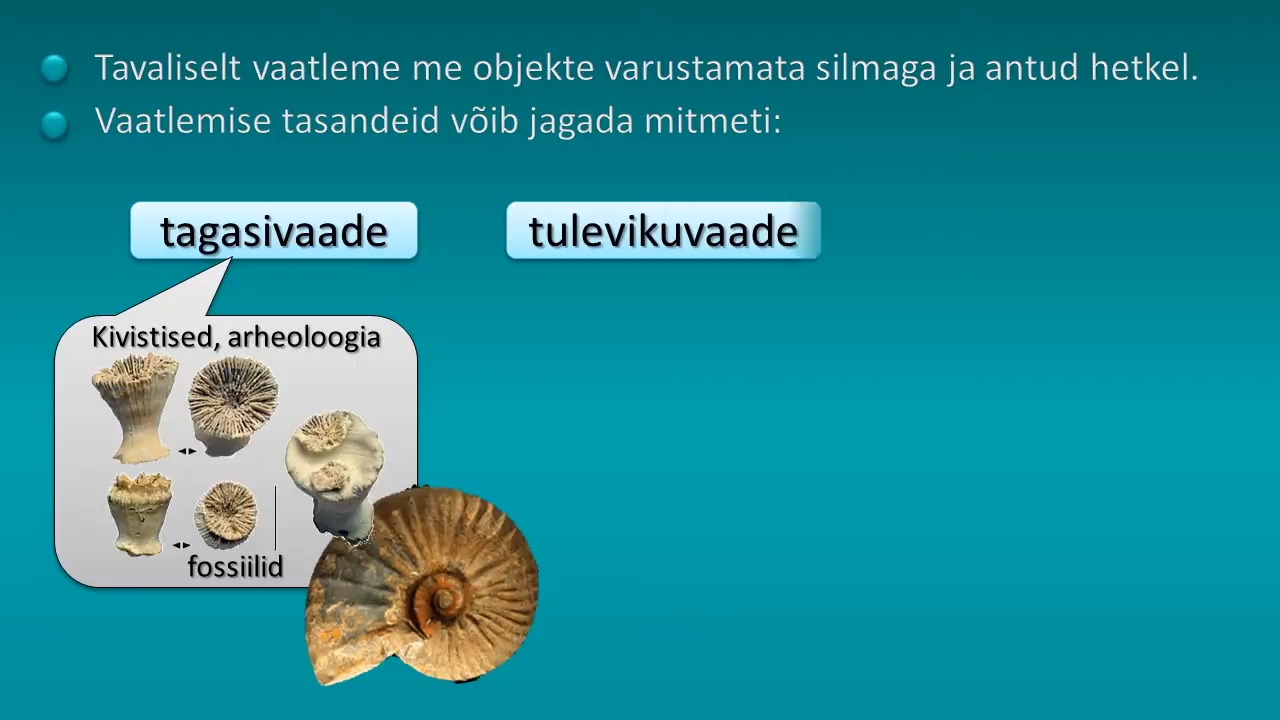 Tavaliselt vaatleme me objekte varustamata silmaga ja antud hetkel.
Vaatlemise tasandeid võib jagada mitmeti:
tagasivaade
tulevikuvaade
Kivistised, arheoloogia
fossiilid